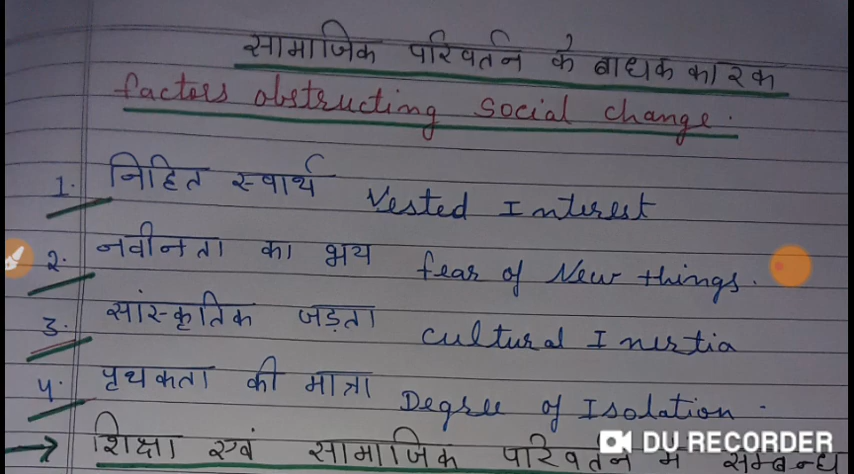 सामाजिक परिवर्तन के बाधक कारक
factors obstructing social change.
1. निहित स्वार्थ Vested Interest
2. नवीनता का भय fear of New things.
3. सांस्कृतिक जड़ता Cultural Inertia
4. पृथकता की मात्रा Degree of Isolation -
→ शिक्षा एवं सामाजिक परिवर्तन में सम्बन्ध
DU RECORDER